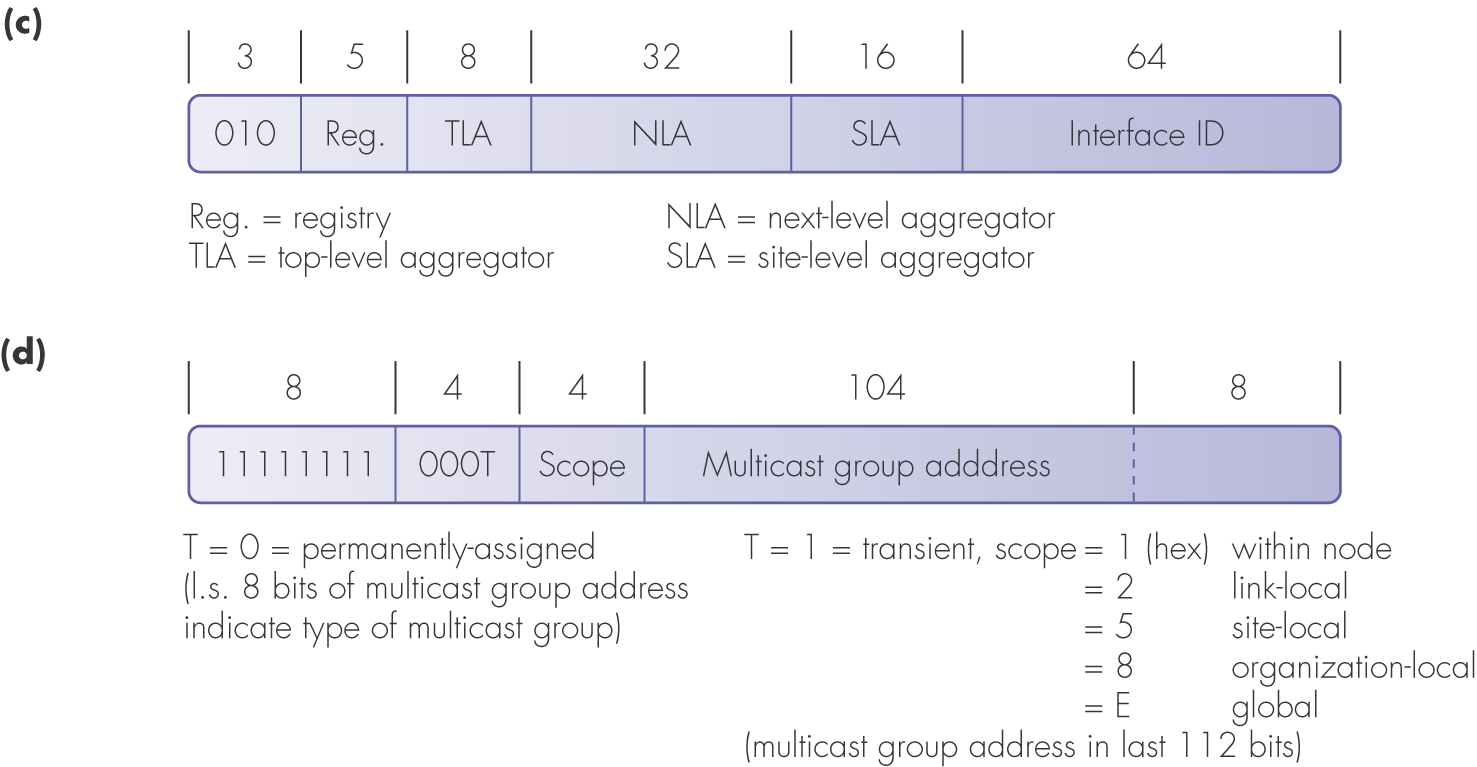 (c)
3 5 8 32 16 64
010 Reg. TLA NLA SLA Interface ID
Reg. = registry NLA = next-level aggregator
TLA = top-level aggregator SLA = site-level aggregator
(d)
8 4 4 104 8
11111111 000T Scope Multicast group adddress
T = 0 = permanently-assigned T = 1 = transient, scope = 1 (hex) within node
(l.s. 8 bits of multicast group address = 2 link-local
indicate type of multicast group) = 5 site-local
= 8 organization-local
= E global
(multicast group address in last 112 bits)